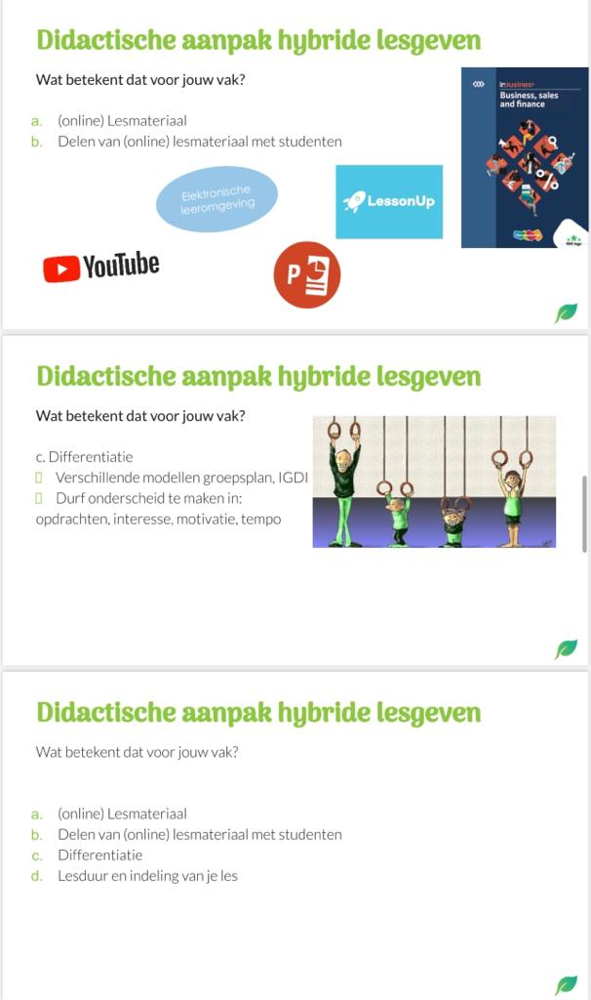 Didactische aanpak hybride lesgeven
Wat betekent dat voor jouw vak?
a. (online) Lesmateriaal
b. Delen van (online) lesmateriaal met studenten
InBusiness
Business, sales
and finance
Elektronische
leeromgeving
LessonUp
YouTube
P
Didactische aanpak hybride lesgeven
Wat betekent dat voor jouw vak?
c. Differentiatie
Verschillende modellen groepsplan, IGDI
Durf onderscheid te maken in:
opdrachten, interesse, motivatie, tempo
Didactische aanpak hybride lesgeven
Wat betekent dat voor jouw vak?
a. (online) Lesmateriaal
b. Delen van (online) lesmateriaal met studenten
c. Differentiatie
d. Lesduur en indeling van je les